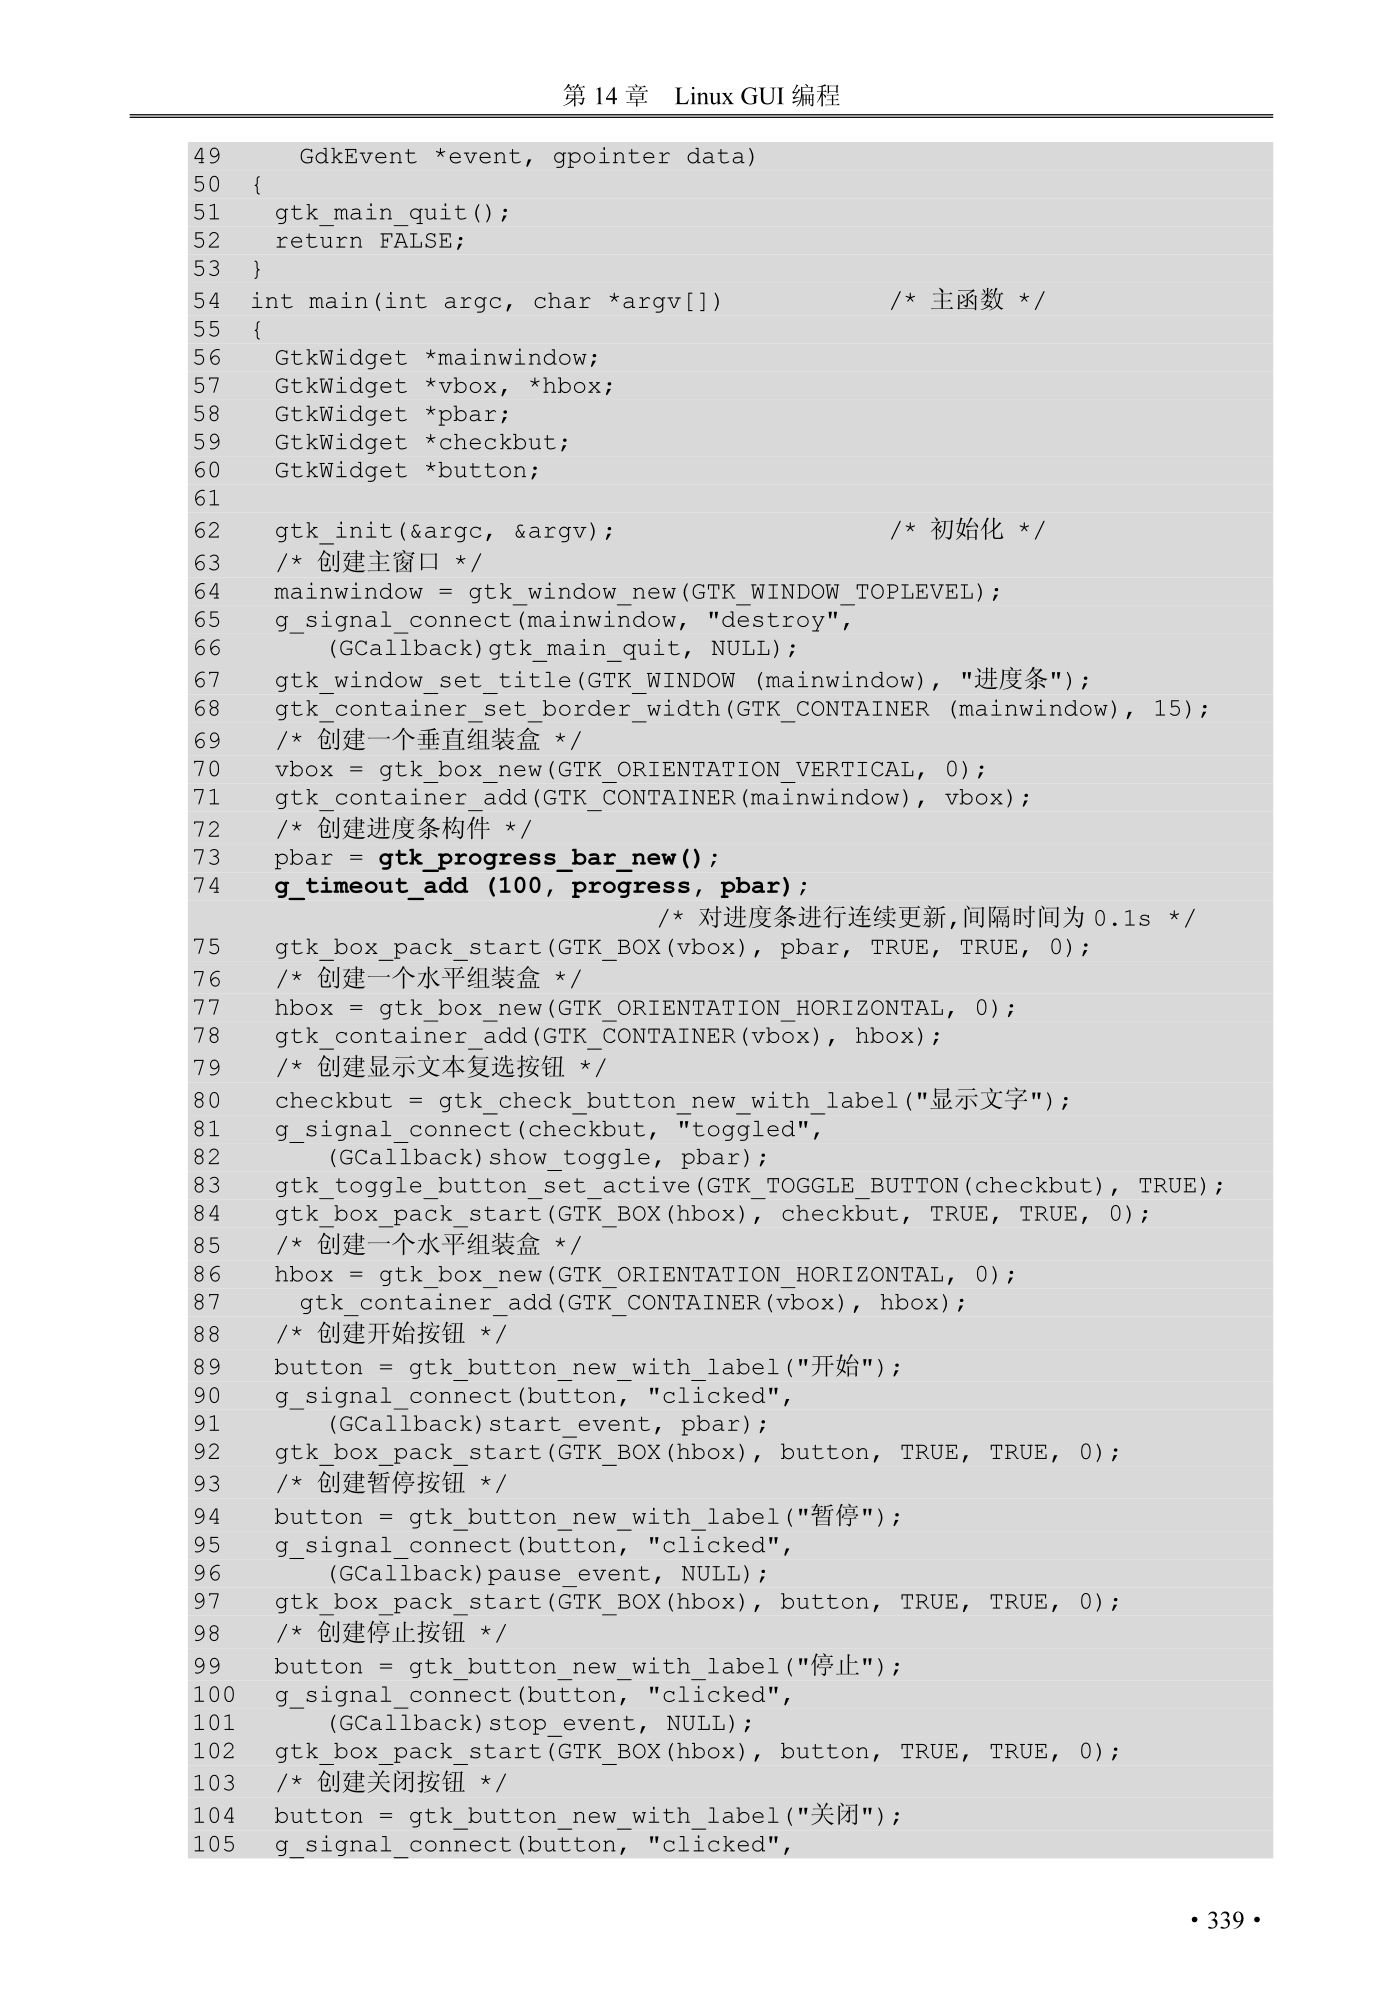 第 14 章 Linux GUI 编程
49 GdkEvent *event, gpointer data)
50 {
51 gtk_main_quit();
52 return FALSE;
53 }
54 int main(int argc, char *argv[]) /* 主函数 */
55 {
56 GtkWidget *mainwindow;
57 GtkWidget *vbox, *hbox;
58 GtkWidget *pbar;
59 GtkWidget *checkbut;
60 GtkWidget *button;
61
62 gtk_init(&argc, &argv); /* 初始化 */
63 /* 创建主窗口 */
64 mainwindow = gtk_window_new(GTK_WINDOW_TOPLEVEL);
65 g_signal_connect(mainwindow, "destroy",
66 (GCallback)gtk_main_quit, NULL);
67 gtk_window_set_title(GTK_WINDOW (mainwindow), "进度条");
68 gtk_container_set_border_width(GTK_CONTAINER (mainwindow), 15);
69 /* 创建一个垂直组装盒 */
70 vbox = gtk_box_new(GTK_ORIENTATION_VERTICAL, 0);
71 gtk_container_add(GTK_CONTAINER(mainwindow), vbox);
72 /* 创建进度条构件 */
73 pbar = gtk_progress_bar_new();
74 g_timeout_add (100, progress, pbar);
/* 对进度条进行连续更新,间隔时间为 0.1s */
75 gtk_box_pack_start(GTK_BOX(vbox), pbar, TRUE, TRUE, 0);
76 /* 创建一个水平组装盒 */
77 hbox = gtk_box_new(GTK_ORIENTATION_HORIZONTAL, 0);
78 gtk_container_add(GTK_CONTAINER(vbox), hbox);
79 /* 创建显示文本复选按钮 */
80 checkbut = gtk_check_button_new_with_label("显示文字");
81 g_signal_connect(checkbut, "toggled",
82 (GCallback)show_toggle, pbar);
83 gtk_toggle_button_set_active(GTK_TOGGLE_BUTTON(checkbut), TRUE);
84 gtk_box_pack_start(GTK_BOX(hbox), checkbut, TRUE, TRUE, 0);
85 /* 创建一个水平组装盒 */
86 hbox = gtk_box_new(GTK_ORIENTATION_HORIZONTAL, 0);
87 gtk_container_add(GTK_CONTAINER(vbox), hbox);
88 /* 创建开始按钮 */
89 button = gtk_button_new_with_label("开始");
90 g_signal_connect(button, "clicked",
91 (GCallback)start_event, pbar);
92 gtk_box_pack_start(GTK_BOX(hbox), button, TRUE, TRUE, 0);
93 /* 创建暂停按钮 */
94 button = gtk_button_new_with_label("暂停");
95 g_signal_connect(button, "clicked",
96 (GCallback)pause_event, NULL);
97 gtk_box_pack_start(GTK_BOX(hbox), button, TRUE, TRUE, 0);
98 /* 创建停止按钮 */
99 button = gtk_button_new_with_label("停止");
100 g_signal_connect(button, "clicked",
101 (GCallback)stop_event, NULL);
102 gtk_box_pack_start(GTK_BOX(hbox), button, TRUE, TRUE, 0);
103 /* 创建关闭按钮 */
104 button = gtk_button_new_with_label("关闭");
105 g_signal_connect(button, "clicked",
• 339 •